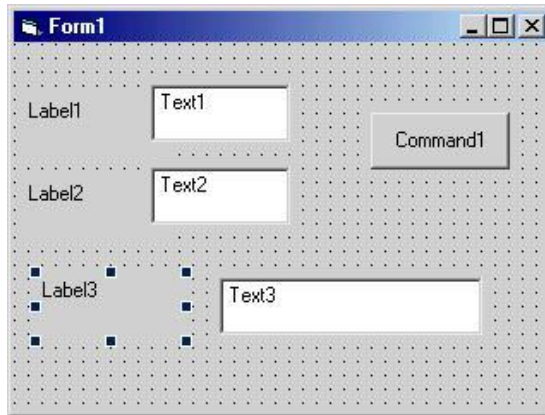 Form1
Label1
Text1
Command1
Label2
Text2
Label3
Text3